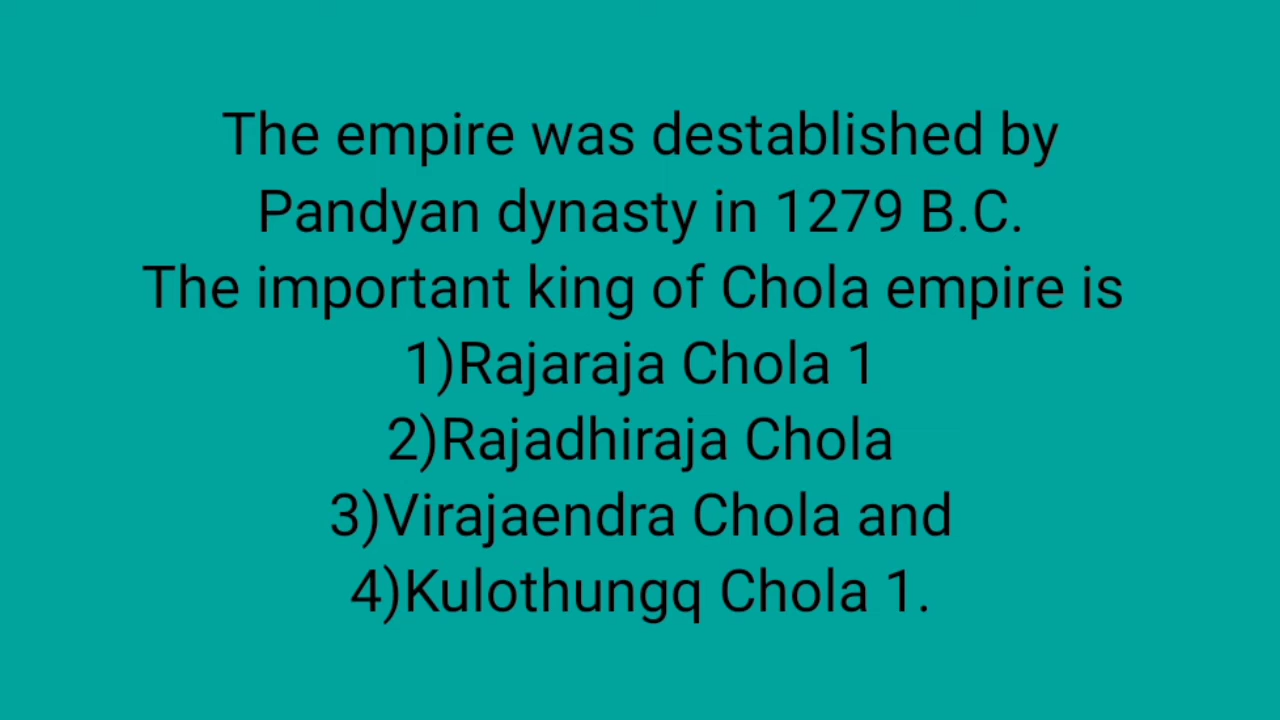 The empire was destablished by
Pandyan dynasty in 1279 B.C.
The important king of Chola empire is
1)Rajaraja Chola 1
2)Rajadhiraja Chola
3)Virajaendra Chola and
4)Kulothungq Chola 1.